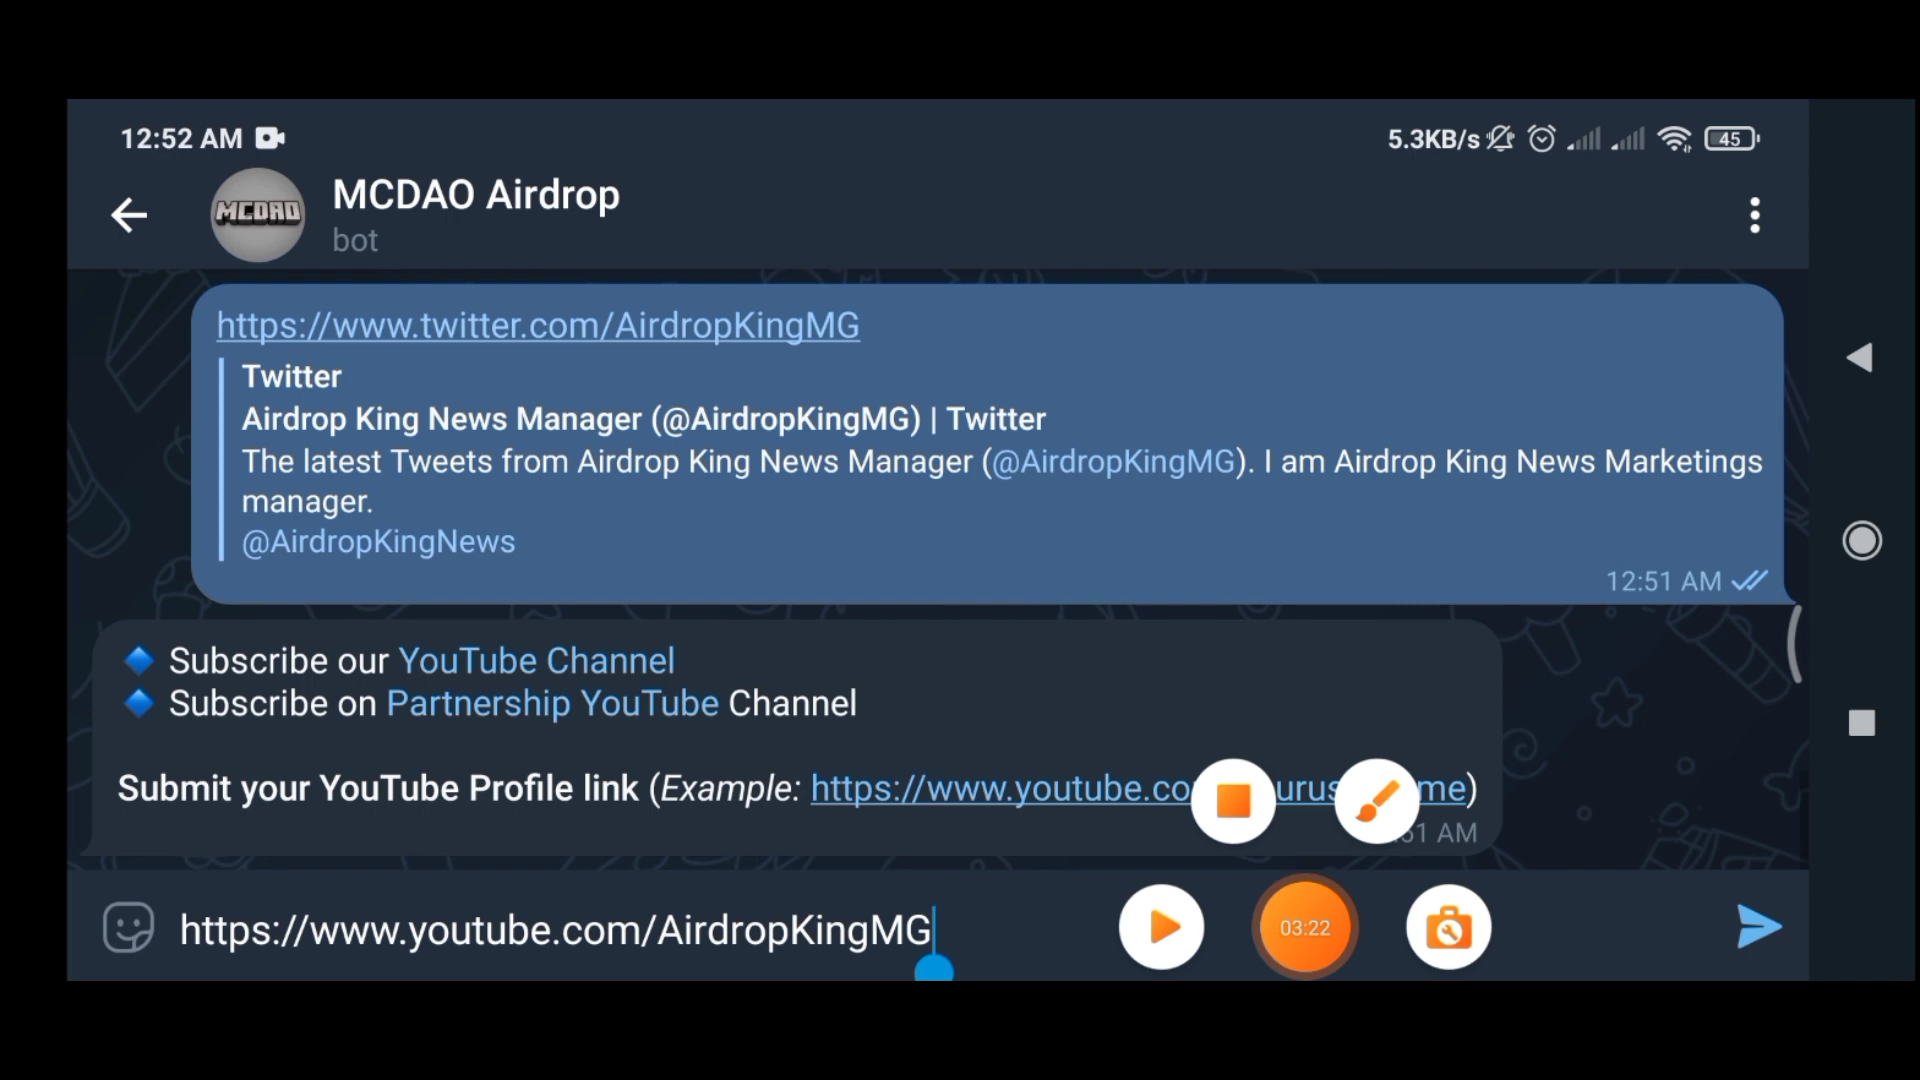 12:52 AM
5.3KB/s
45
MCDAO
MCDAO Airdrop
bot
https://www.twitter.com/AirdropKingMG
Twitter
Airdrop King News Manager (@AirdropKingMG) | Twitter
The latest Tweets from Airdrop King News Manager (@AirdropKingMG). I am Airdrop King News Marketings
manager.
@AirdropKingNews
12:51 AM
Subscribe our YouTube Channel
Subscribe on Partnership YouTube Channel
Submit your YouTube Profile link (Example: https://www.youtube.co urus me)
51 AM
https://www.youtube.com/AirdropKingMG
03:22